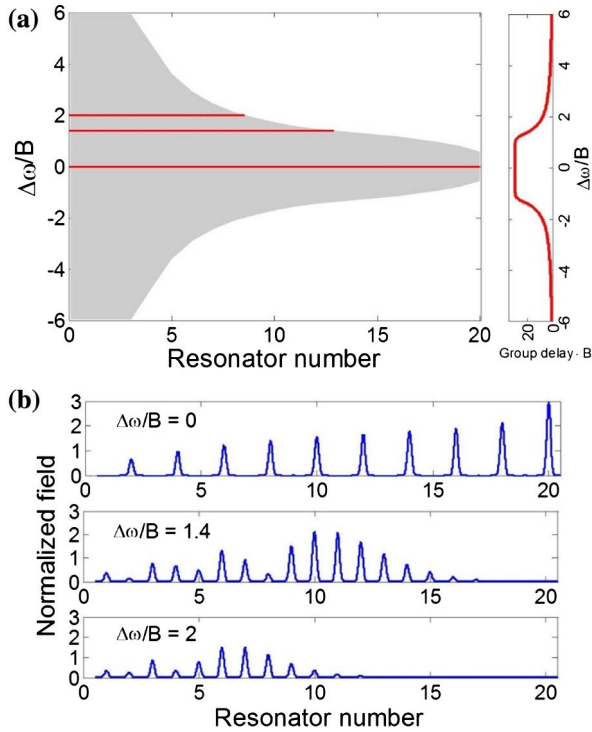 (a)
6
4
2
0
-2
-4
-6
Δω/B
0 5 10 15 20
Resonator number
6
4
2
0
-2
-4
-6
Δω/B
20 0
Group delay · B
(b)
Normalized field
3
2
1
0
Δω/B = 0
0 5 10 15 20
3
2
1
0
Δω/B = 1.4
0 5 10 15 20
3
2
1
0
Δω/B = 2
0 5 10 15 20
Resonator number